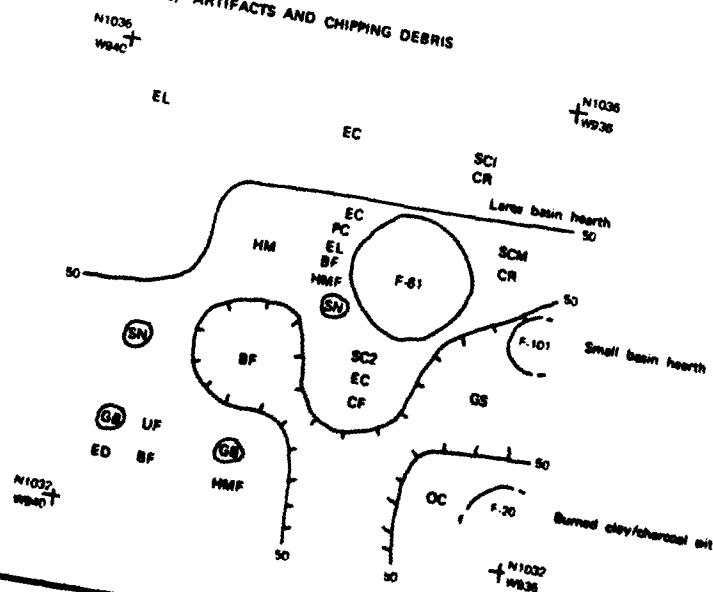 ARTIFACTS AND CHIPPING DEBRIS
N1036
W940
EL
EC
N1036
W936
SCI
CR
Large basin hearth
50
EC
PC
EL
BF
HMF
SN
HM
F-61
SCM
CR
50
50
SN
BF
SC2
EC
CF
F-101
Small basin hearth
GS
GB
UF
ED
BF
GB
HMF
N1032
W940
50
50
OC
F-20
Burned clay/charcoal pit
50
N1032
W936